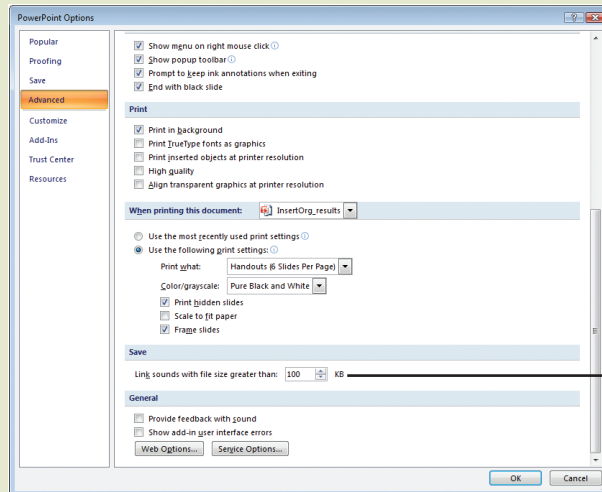 PowerPoint Options
Popular
Proofing
Save
Advanced
Customize
Add-Ins
Trust Center
Resources
Show menu on right mouse click
Show popup toolbar
Prompt to keep ink annotations when exiting
End with black slide
Print
Print in background
Print TrueType fonts as graphics
Print inserted objects at printer resolution
High quality
Align transparent graphics at printer resolution
When printing this document: InsertOrg_results
Use the most recently used print settings
Use the following print settings:
Print what: Handouts (6 Slides Per Page)
Color/grayscale: Pure Black and White
Print hidden slides
Scale to fit paper
Frame slides
Save
Link sounds with file size greater than: 100 KB
General
Provide feedback with sound
Show add-in user interface errors
Web Options... Service Options...
OK Cancel